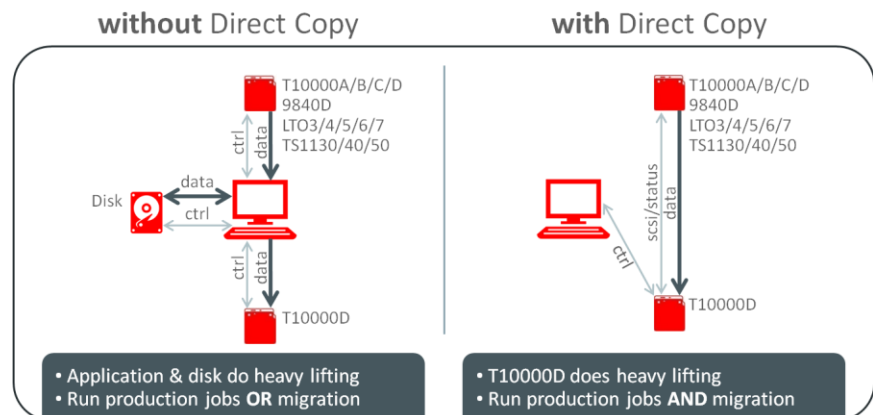 without Direct Copy
T10000A/B/C/D
9840D
LTO3/4/5/6/7
TS1130/40/50
ctrl
data
data
Disk
ctrl
ctrl
data
T10000D
• Application & disk do heavy lifting
• Run production jobs OR migration
with Direct Copy
T10000A/B/C/D
9840D
LTO3/4/5/6/7
TS1130/40/50
scsi/status
data
ctrl
T10000D
• T10000D does heavy lifting
• Run production jobs AND migration